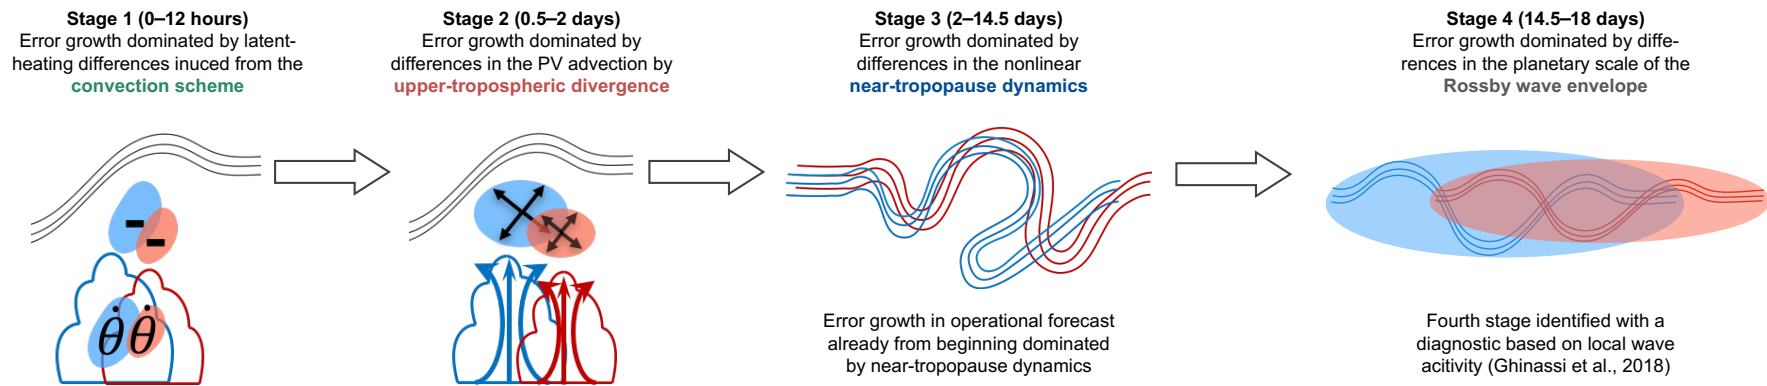 Stage 1 (0–12 hours)
Error growth dominated by latent-
heating differences inuced from the
convection scheme
Stage 2 (0.5–2 days)
Error growth dominated by
differences in the PV advection by
upper-tropospheric divergence
Stage 3 (2–14.5 days)
Error growth dominated by
differences in the nonlinear
near-tropopause dynamics
Stage 4 (14.5–18 days)
Error growth dominated by diffe-
rences in the planetary scale of the
Rossby wave envelope
- -
θ̇ θ̇
Error growth in operational forecast
already from beginning dominated
by near-tropopause dynamics
Fourth stage identified with a
diagnostic based on local wave
acitivity (Ghinassi et al., 2018)